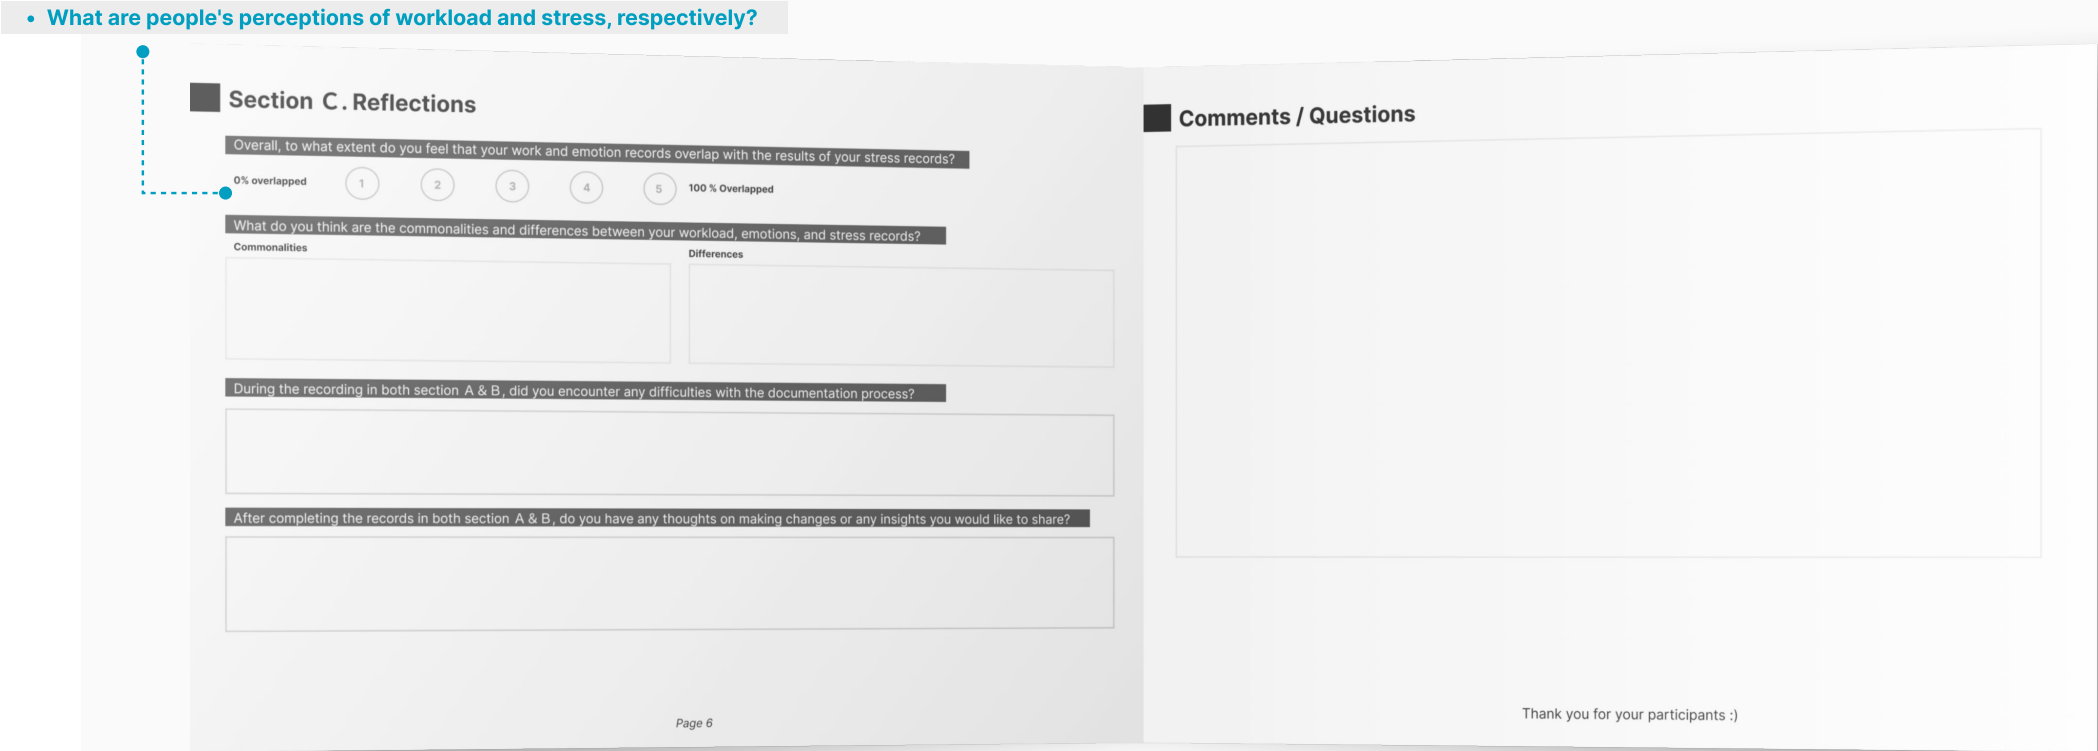 • What are people's perceptions of workload and stress, respectively?
Section C. Reflections
Overall, to what extent do you feel that your work and emotion records overlap with the results of your stress records?
0% overlapped 1 2 3 4 5 100 % Overlapped
What do you think are the commonalities and differences between your workload, emotions, and stress records?
Commonalities Differences
During the recording in both section A & B, did you encounter any difficulties with the documentation process?
After completing the records in both section A & B, do you have any thoughts on making changes or any insights you would like to share?
Page 6
Comments / Questions
Thank you for your participants :)